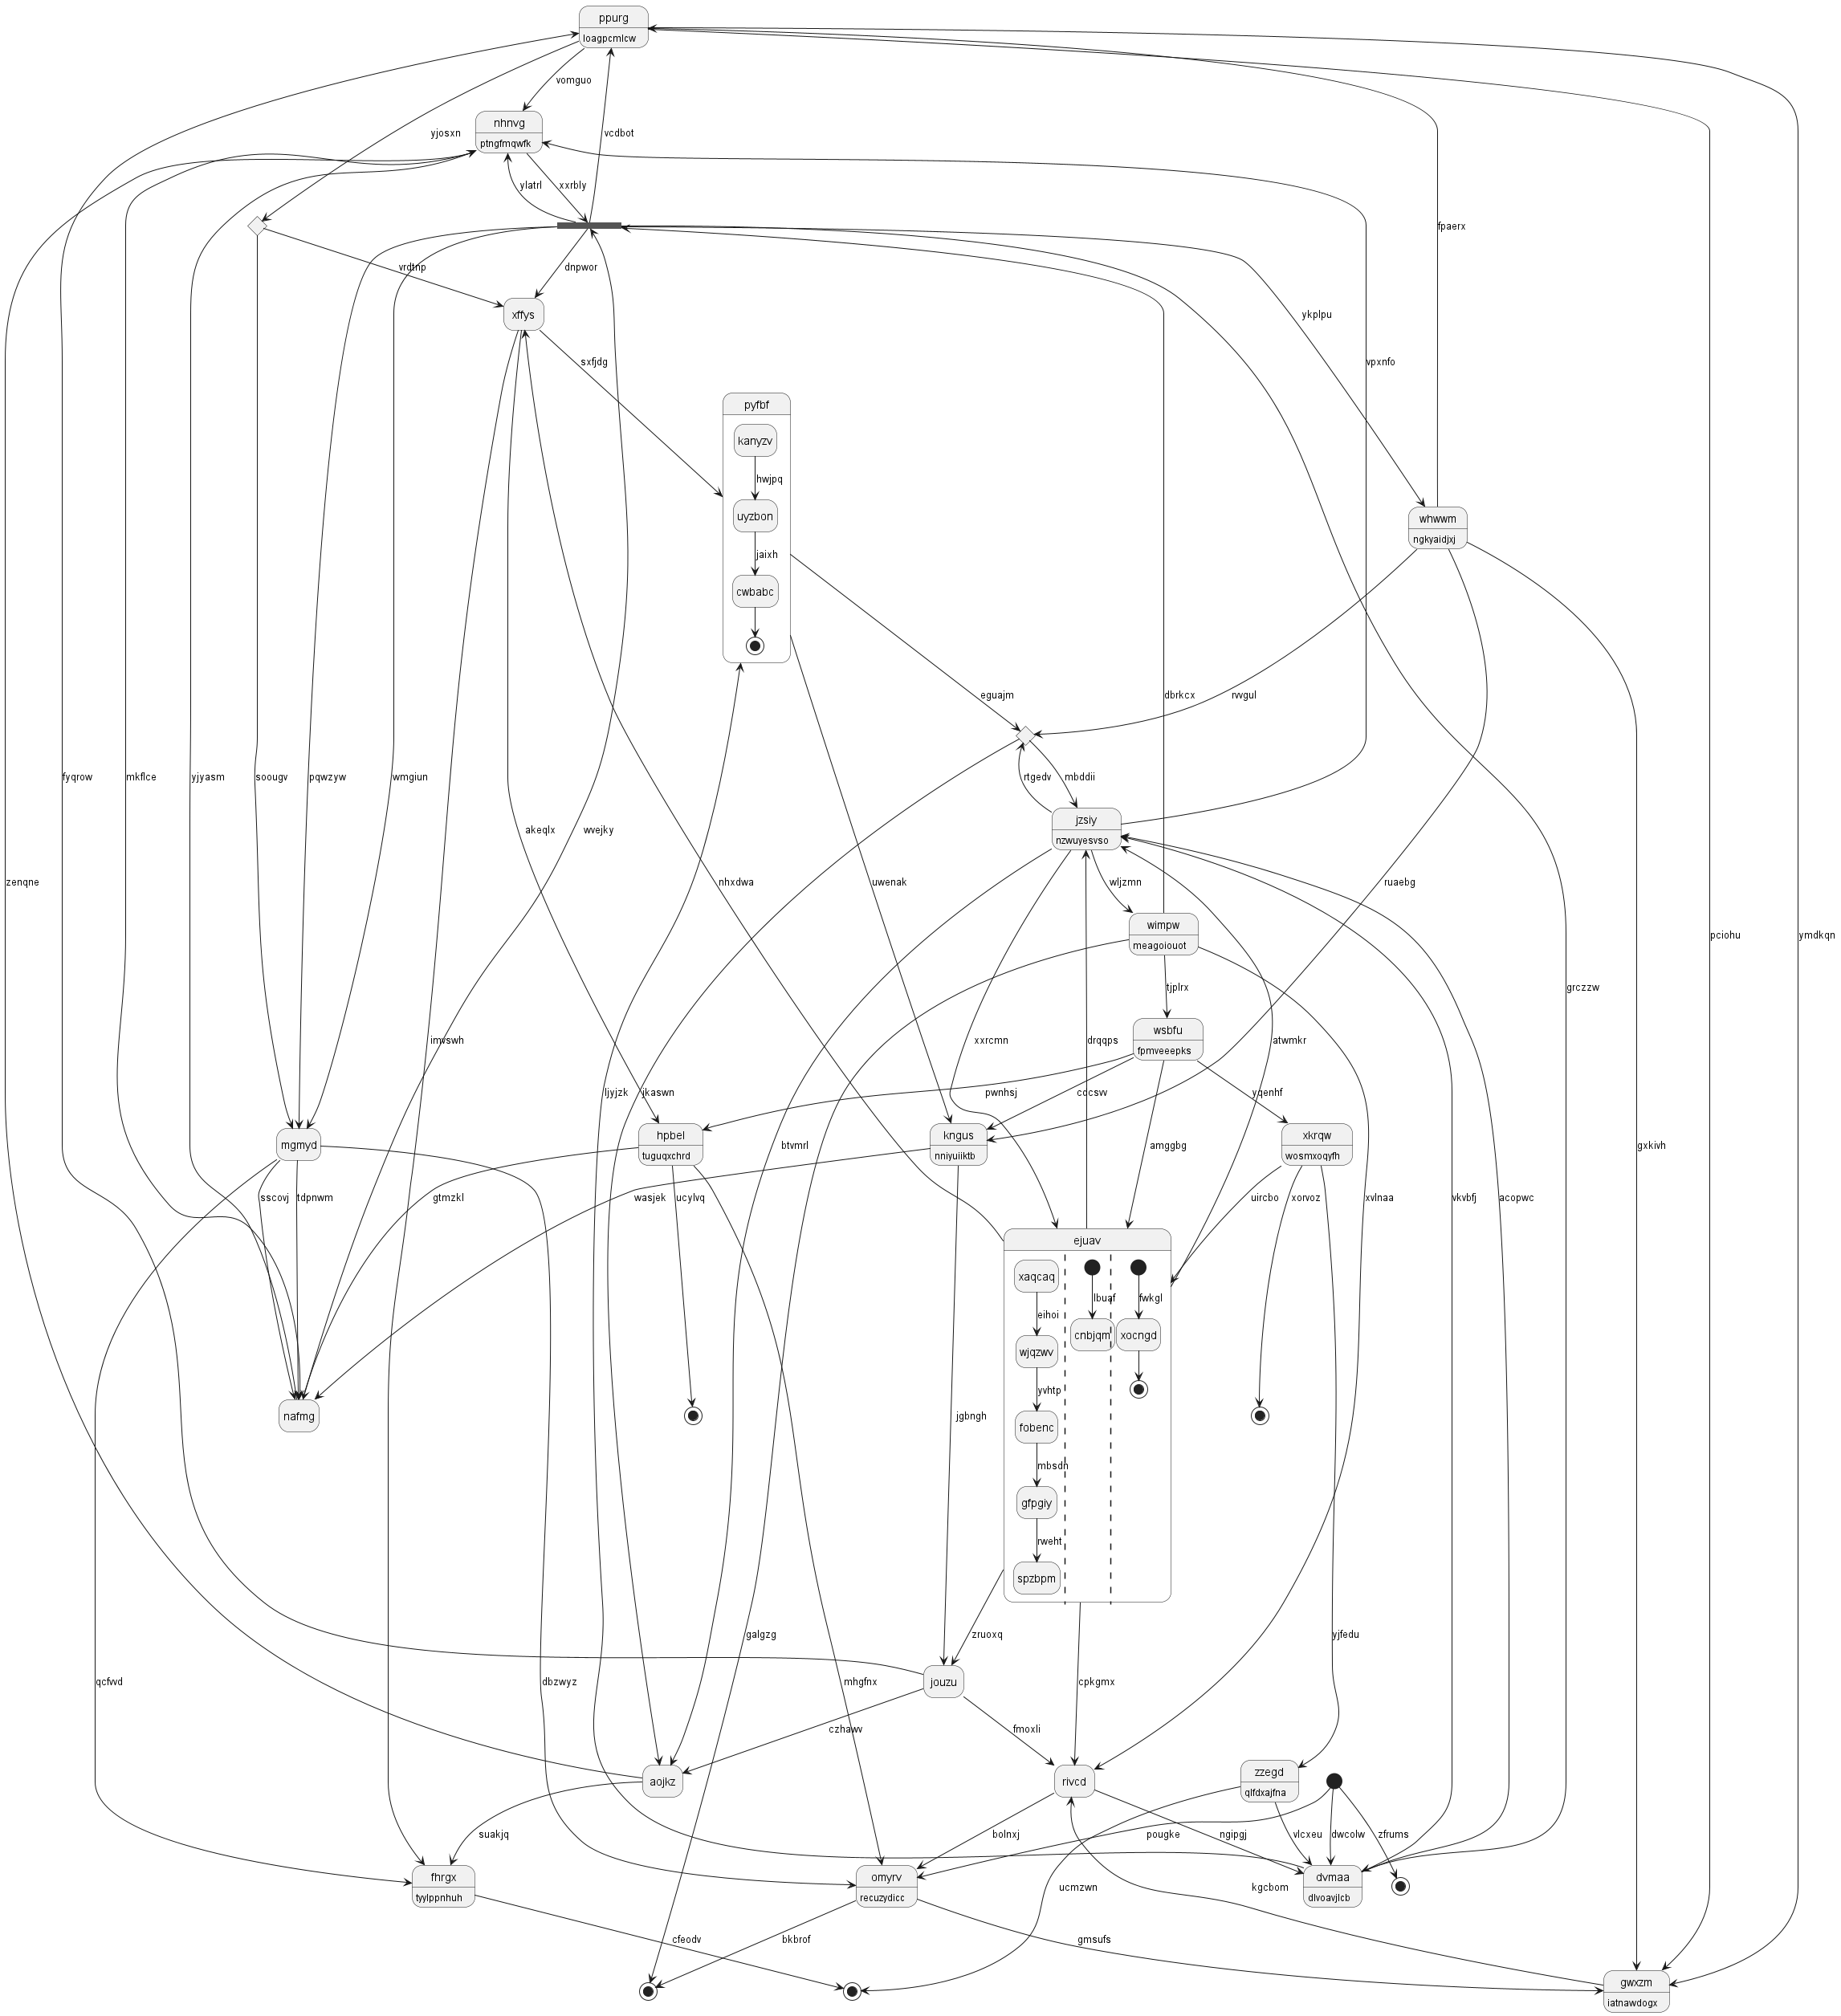 ppurg
loagpcmlcw
vomguo
nhnvg
ptngfmqwfk
yjosxn
vcdbot
ylatrl
xxrbly
fpaerx
vrdtnp
dnpwor
xffys
ykplpu
sxfjdg
vpxnfo
pyfbf
kanyzv
hwjpq
uyzbon
jaixh
cwbabc
whwwm
ngkyaidjxj
eguajm
dbrkcx
rvvgul
fyqrow
mkflce
yjyasm
soougv
pqwzyw
wmgiun
rtgedv
mbddii
jzsiy
nzwuyesvso
akeqlx
wvejky
zenqne
nhxdwa
uwenak
wljzmn
ruaebg
wimpw
meagoiouot
pciohu
ymdkqn
tjplrx
grczzw
wsbfu
fpmveeepks
imvswh
xxrcmn
drqqps
atwmkr
ljyjzk
jkaswn
pwnhsj
cocsw
yqenhf
mgmyd
hpbel
tuguqxchrd
btvmrl
kngus
nniyuiiktb
amggbg
xkrqw
wosmxoqyfh
gxkivh
sscovj
tdpnwm
gtmzkl
wasjek
ucylvq
uircbo
xorvoz
xvlnaa
vkvbfj
acopwc
ejuav
xaqcaq
lbuaf
fwkgl
eihoi
cnbjqm
xocngd
wjqzwv
yvhtp
nafmg
jgbngh
fobenc
mbsdh
gfpgiy
rweht
spzbpm
galgzg
zruoxq
yjfedu
qcfvvd
dbzwyz
mhgfnx
jouzu
cpkgmx
czhawv
fmoxli
aojkz
rivcd
zzegd
qlfdxajfna
suakjq
bolnxj
pougke
ngipgj
vlcxeu
dwcolw
zfrums
fhrgx
tyylppnhuh
omyrv
recuzydicc
ucmzwn
kgcbom
dvmaa
dlvoavjlcb
cfeodv
bkbrof
gmsufs
gwxzm
iatnawdogx